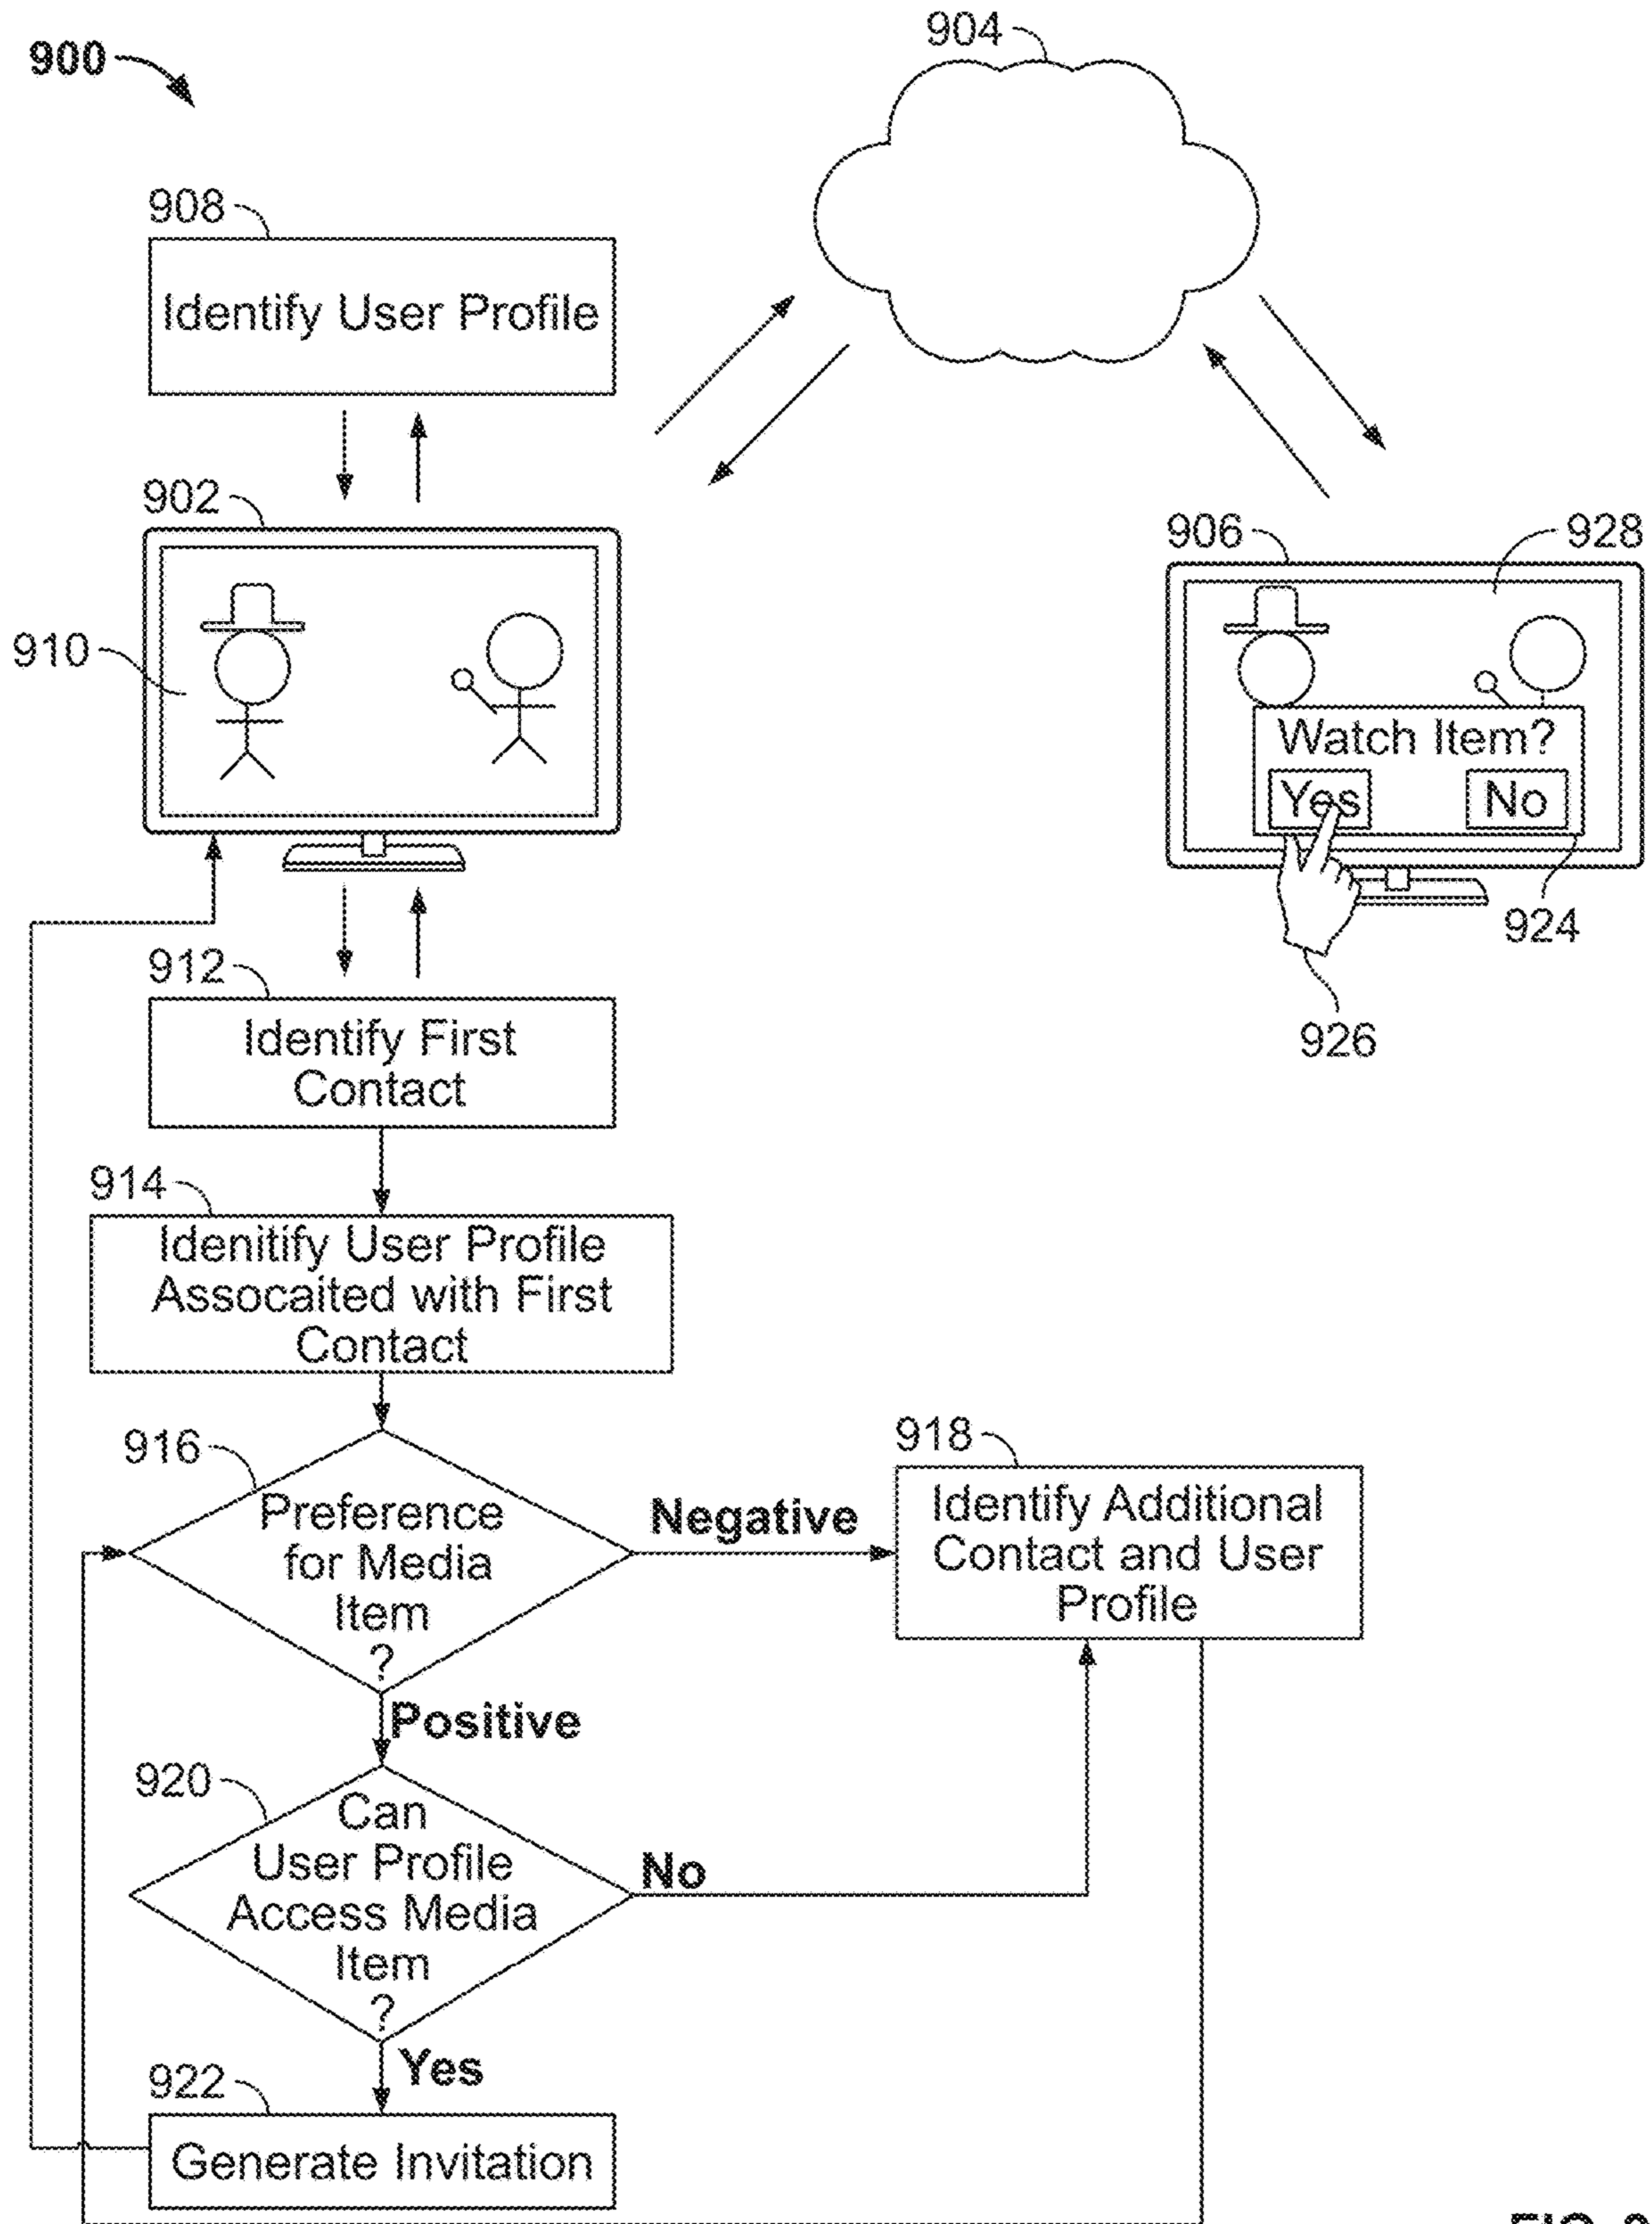 900
904
908
Identify User Profile
902
906
928
910
Watch Item?
Yes
No
924
926
912
Identify First
Contact
914
Idenitify User Profile
Assocaited with First
Contact
916
Preference
for Media
Item
?
Negative
918
Identify Additional
Contact and User
Profile
Positive
920
Can
User Profile
Access Media
Item
?
No
Yes
922
Generate Invitation